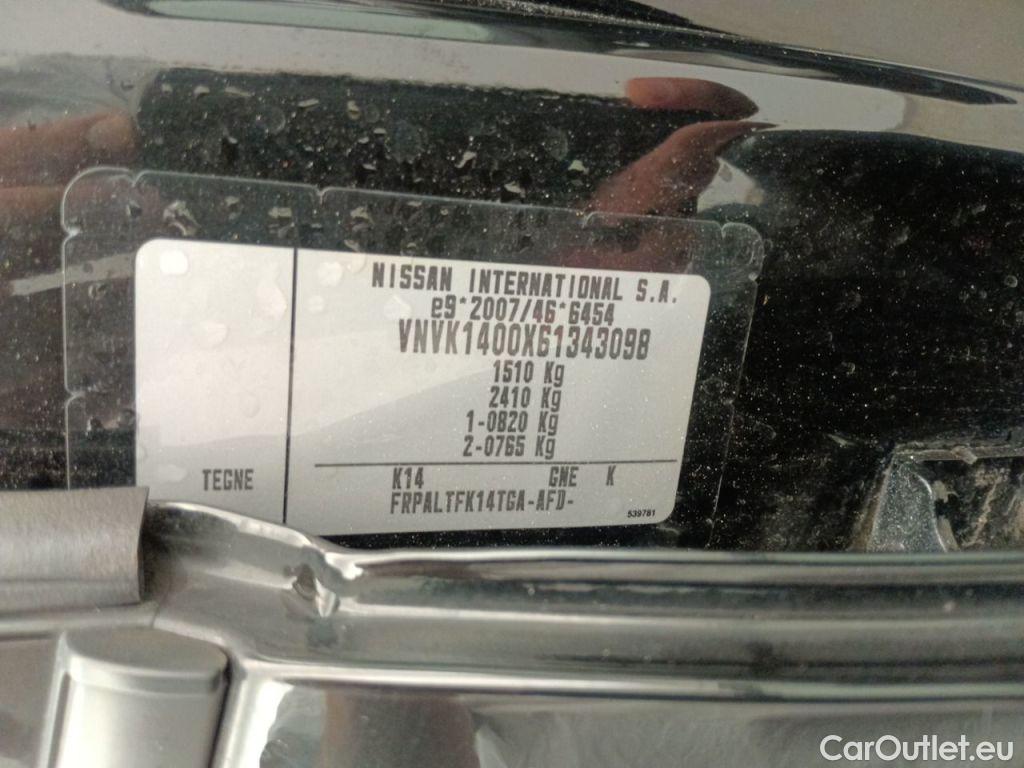 NISSAN INTERNATIONAL S.A.
e9*2007/46*6454
VNVK1400X61343098
1510 Kg
2410 Kg
1-0820 Kg
2-0765 Kg
TEGNE K14 GNE K
FRPALTFK14TGA-AFD-
539781
CarOutlet.eu